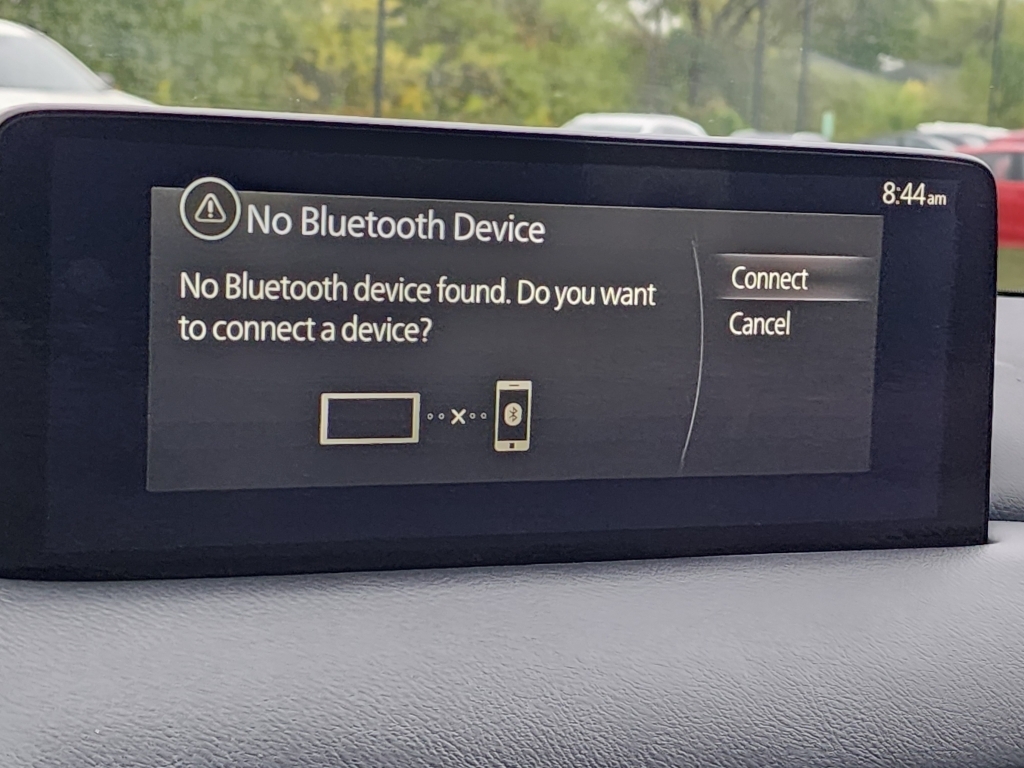 8:44am
No Bluetooth Device
No Bluetooth device found. Do you want
to connect a device?
Connect
Cancel